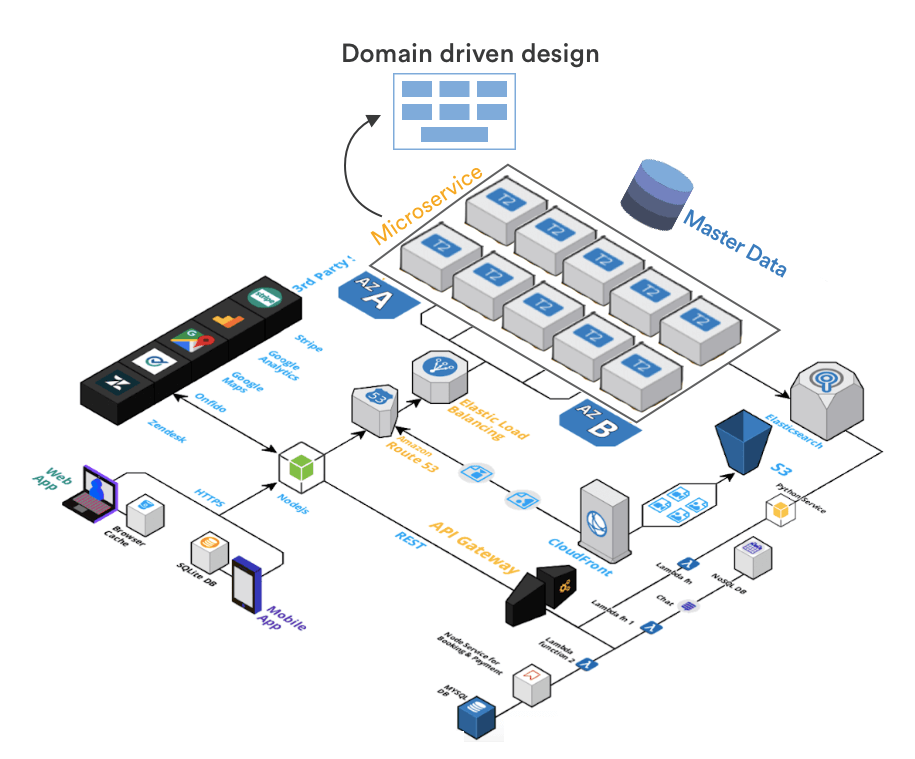 Domain driven design
Microservice
T2
T2
T2
T2
T2
T2
T2
T2
T2
T2
Master Data
3rd Party
AZ
A
AZ
B
stripe
G
Stripe
Google
Analytics
Google
Maps
Onfido
Zendesk
53
Elastic Load
Balancing
Amazon
Route 53
Elasticsearch
S3
Web
App
HTTPS
Nodejs
Browser
Cache
SQLite DB
Mobile
App
REST
API Gateway
CloudFront
Python Service
Lambda fn
NoSQL DB
Chat
Lambda fn 1
Lambda
function 2
Node Service for
Booking & Payment
MYSQL
DB